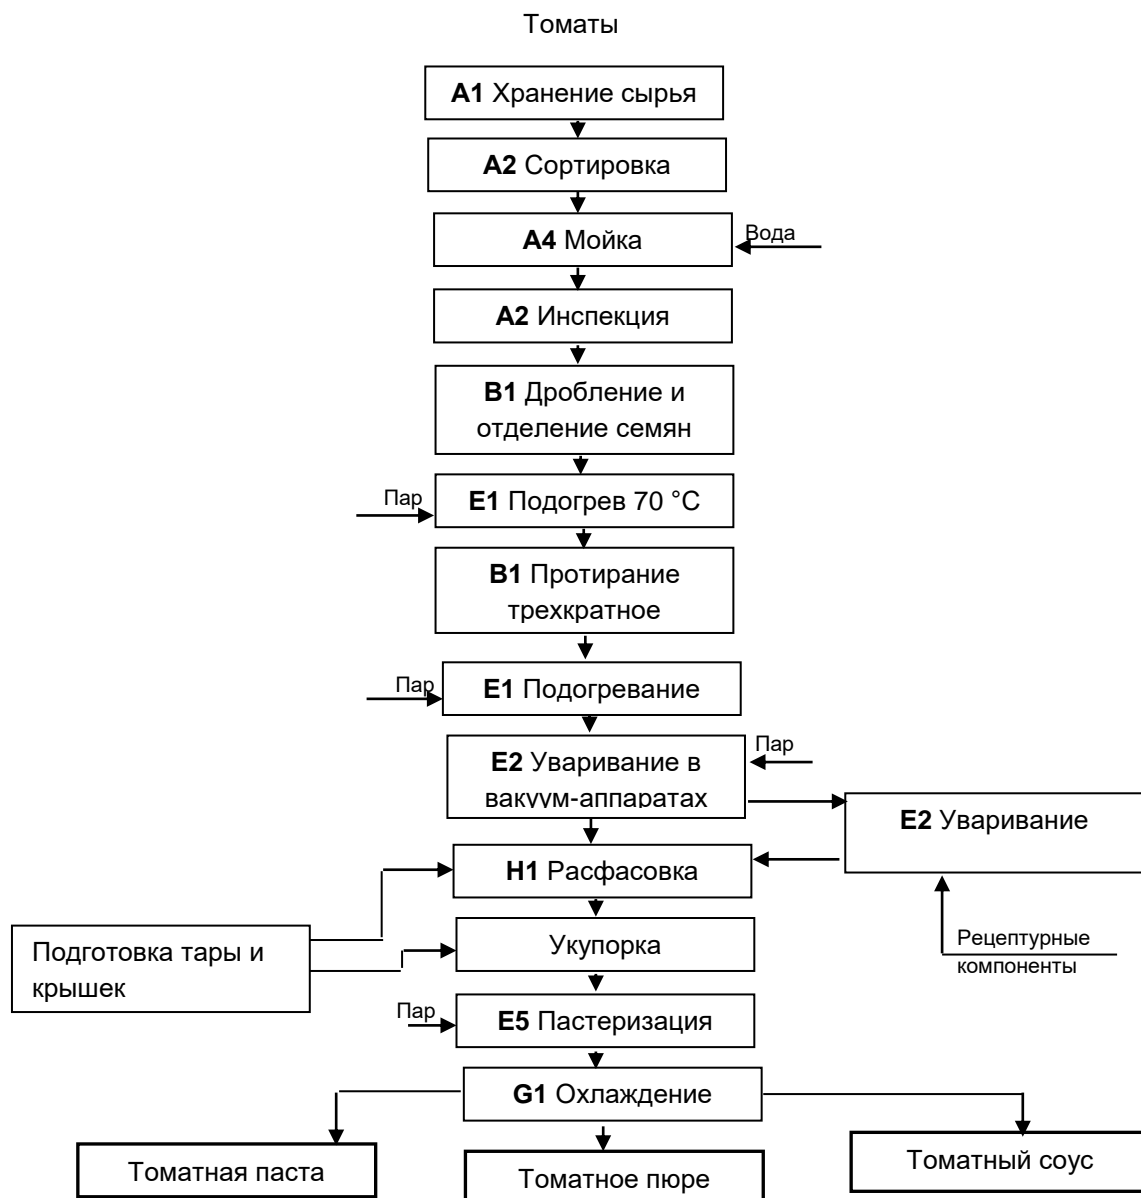 Томаты
A1 Хранение сырья
A2 Сортировка
A4 Мойка
Вода
A2 Инспекция
B1 Дробление и
отделение семян
Пар
E1 Подогрев 70 °C
B1 Протирание
трехкратное
Пар
E1 Подогревание
E2 Уваривание в
вакуум-аппаратах
Пар
E2 Уваривание
H1 Расфасовка
Подготовка тары и
крышек
Укупорка
Рецептурные
компоненты
Пар
E5 Пастеризация
G1 Охлаждение
Томатная паста
Томатное пюре
Томатный соус